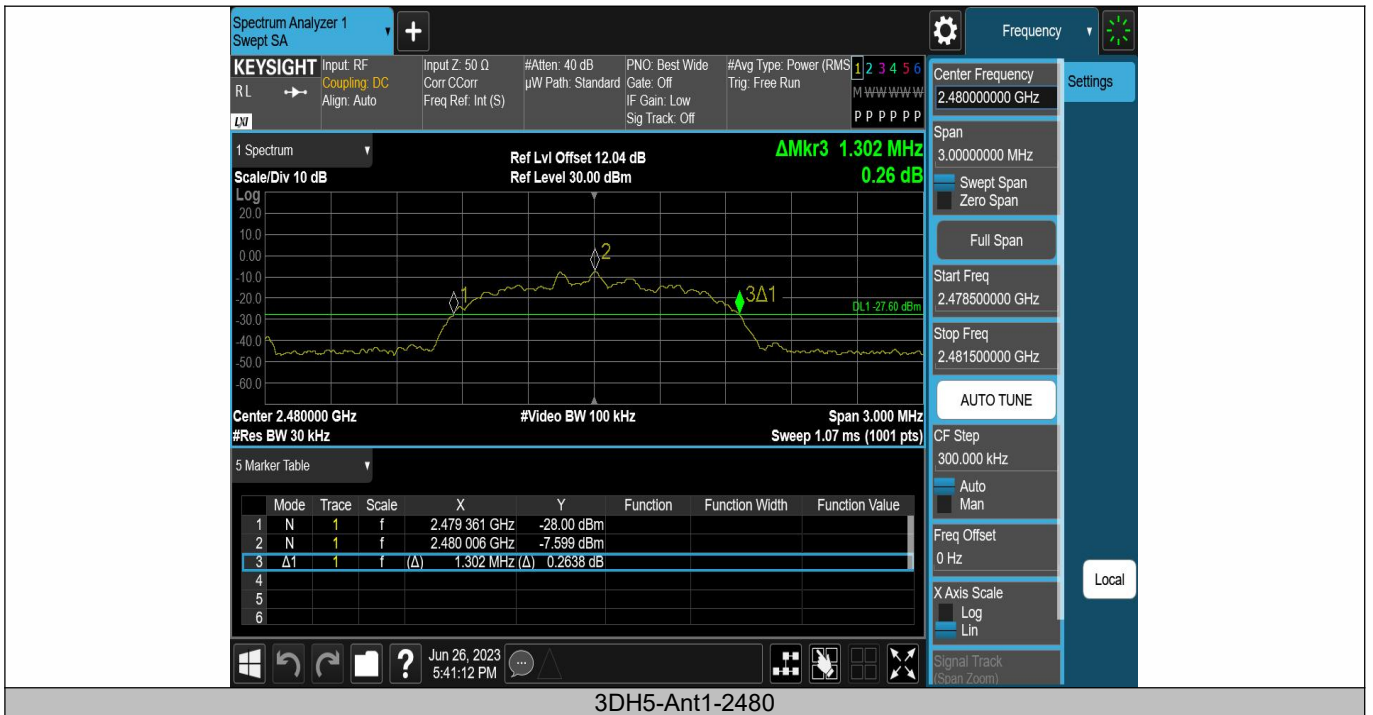 Spectrum Analyzer 1
Swept SA
+
Frequency
KEYSIGHT
RL
LXI
Input: RF
Coupling: DC
Align: Auto
Input Z: 50 Ω
Corr CCorr
Freq Ref: Int (S)
#Atten: 40 dB
µW Path: Standard
PNO: Best Wide
Gate: Off
IF Gain: Low
Sig Track: Off
#Avg Type: Power (RMS
Trig: Free Run
1 2 3 4 5 6
M W W W W W
P P P P P P
1 Spectrum
Scale/Div 10 dB
Ref Lvl Offset 12.04 dB
Ref Level 30.00 dBm
ΔMkr3 1.302 MHz
0.26 dB
Log
20.0
10.0
0.00
-10.0
-20.0
-30.0
-40.0
-50.0
-60.0
2
1
3Δ1
DL1 -27.60 dBm
Center 2.480000 GHz
#Video BW 100 kHz
Span 3.000 MHz
#Res BW 30 kHz
Sweep 1.07 ms (1001 pts)
5 Marker Table
Mode Trace Scale X Y Function Function Width Function Value
1 N 1 f 2.479 361 GHz -28.00 dBm
2 N 1 f 2.480 006 GHz -7.599 dBm
3 Δ1 1 f (Δ) 1.302 MHz (Δ) 0.2638 dB
4
5
6
?
Jun 26, 2023
5:41:12 PM
Center Frequency
2.480000000 GHz
Settings
Span
3.00000000 MHz
Swept Span
Zero Span
Full Span
Start Freq
2.478500000 GHz
Stop Freq
2.481500000 GHz
AUTO TUNE
CF Step
300.000 kHz
Auto
Man
Freq Offset
0 Hz
Local
X Axis Scale
Log
Lin
Signal Track
(Span Zoom)
3DH5-Ant1-2480